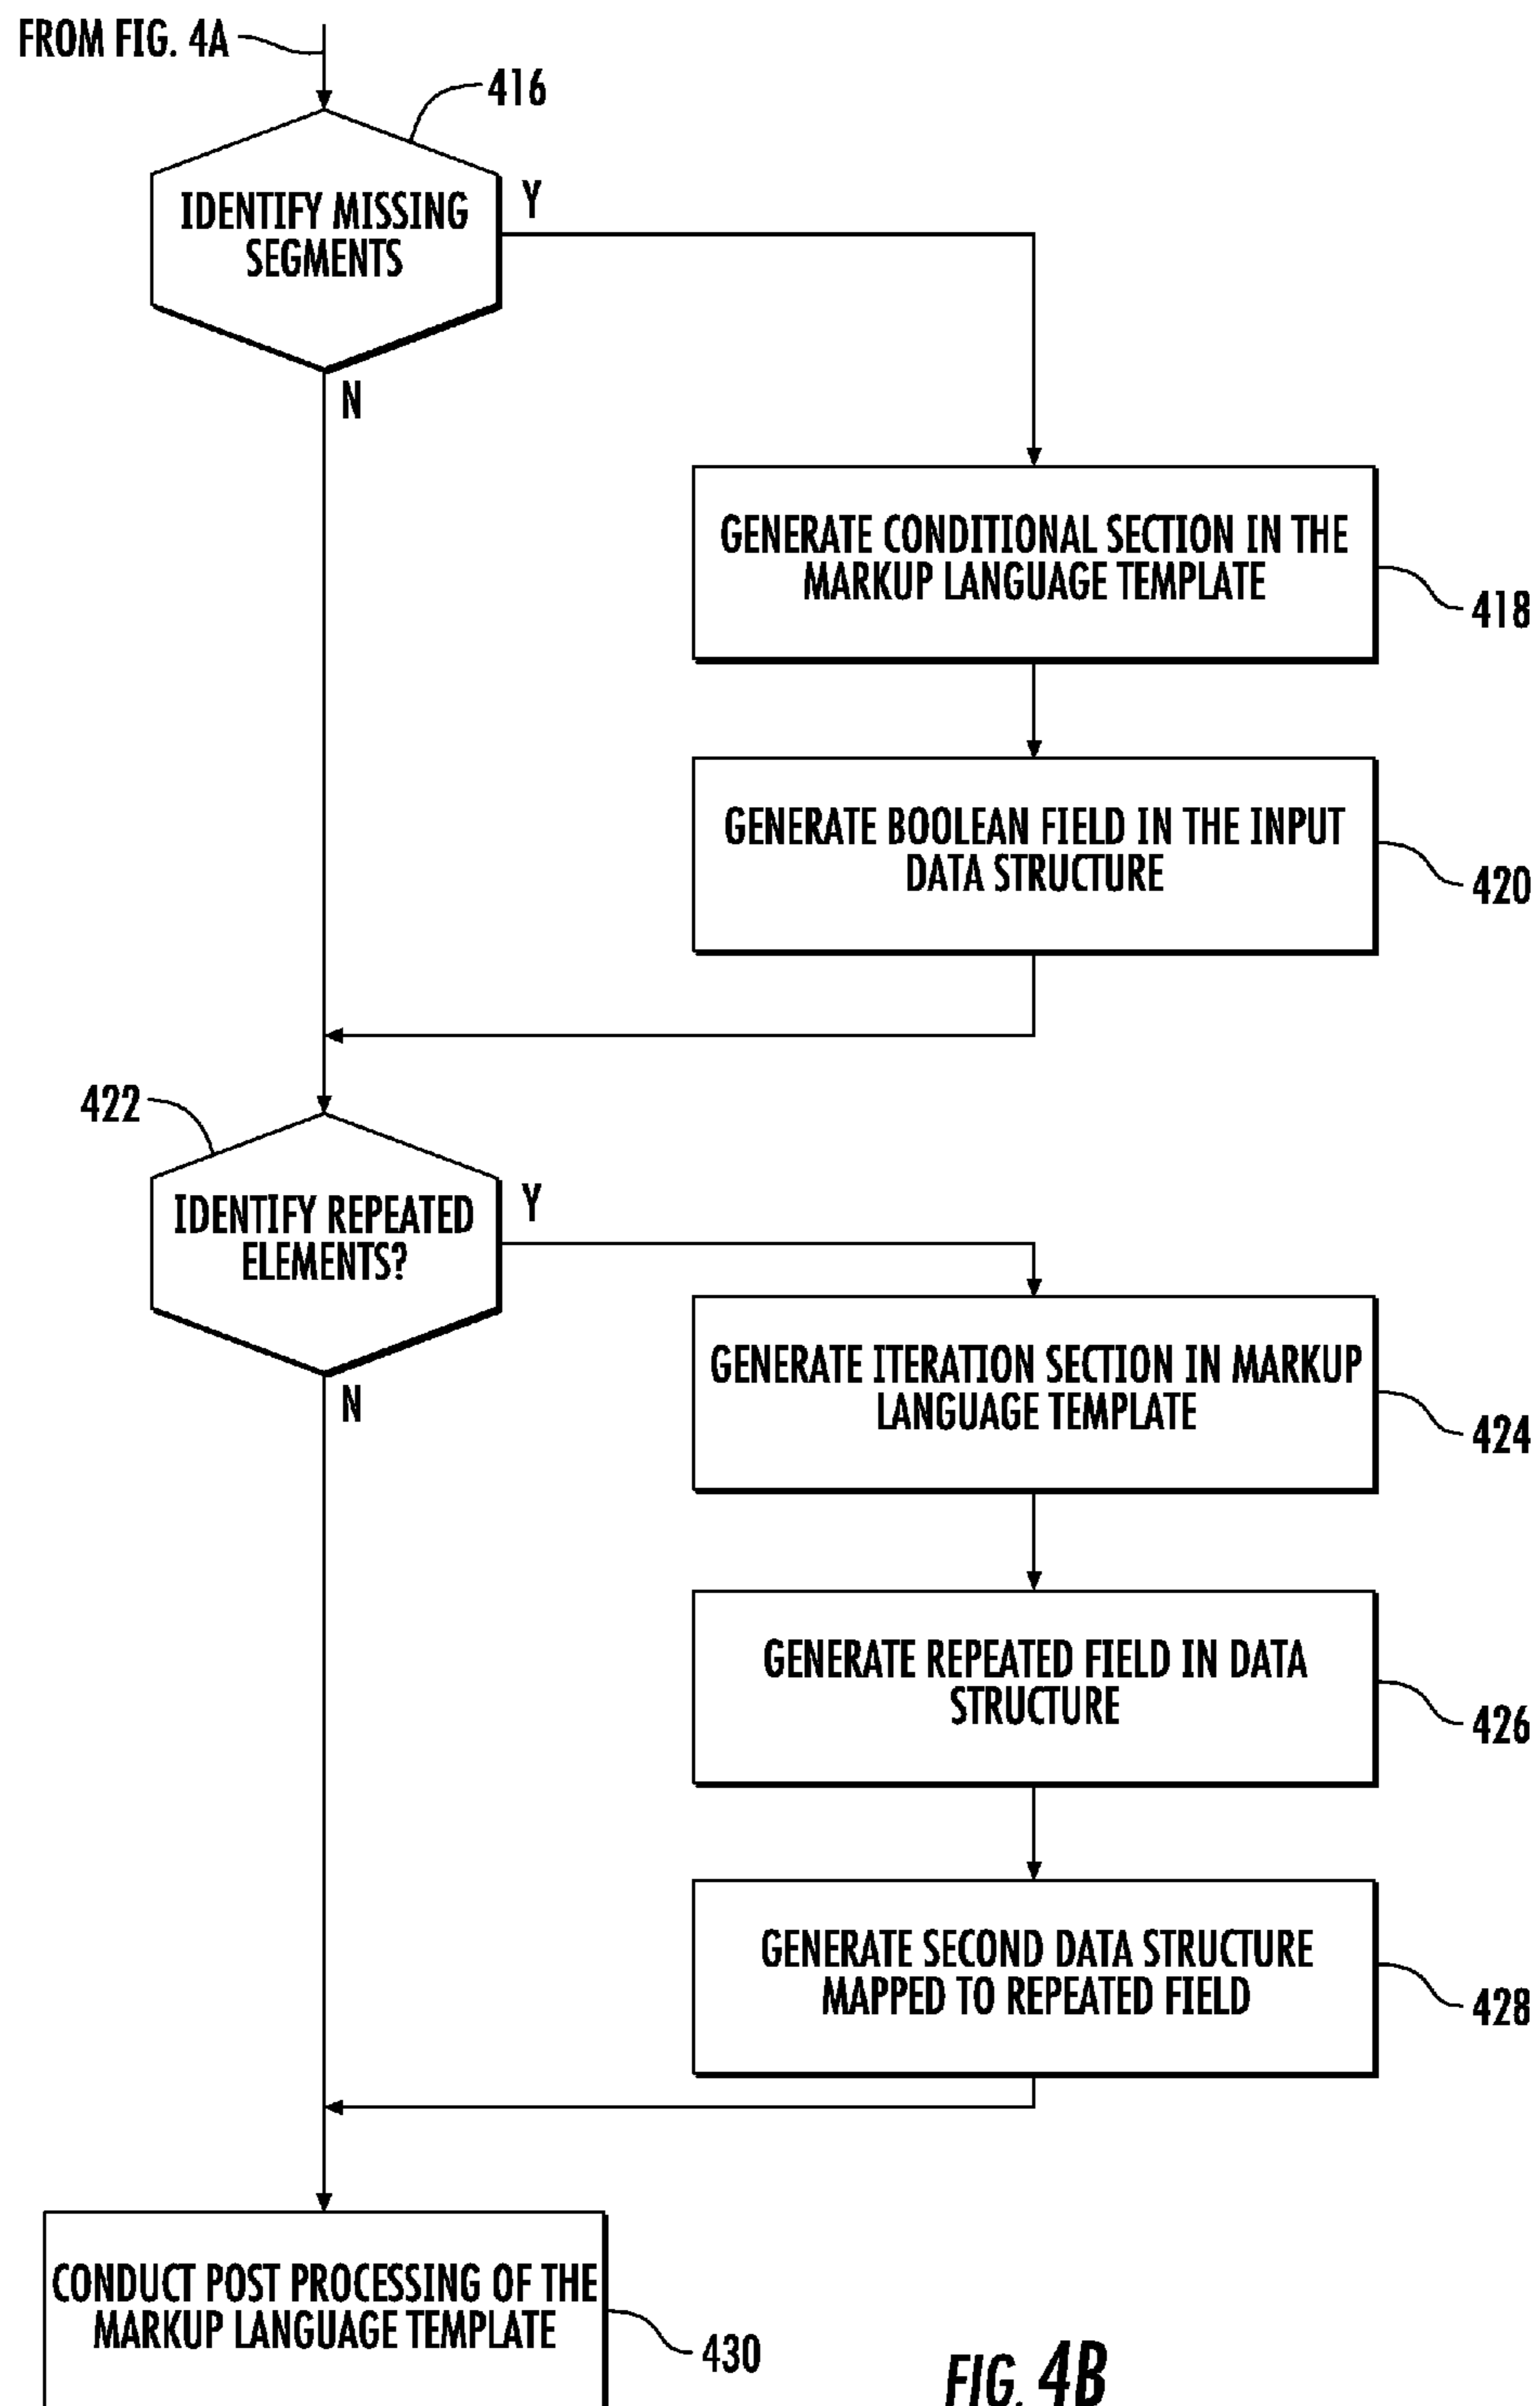 FROM FIG. 4A
416
IDENTIFY MISSING
SEGMENTS
Y
N
GENERATE CONDITIONAL SECTION IN THE
MARKUP LANGUAGE TEMPLATE
418
GENERATE BOOLEAN FIELD IN THE INPUT
DATA STRUCTURE
420
422
IDENTIFY REPEATED
ELEMENTS?
Y
N
GENERATE ITERATION SECTION IN MARKUP
LANGUAGE TEMPLATE
424
GENERATE REPEATED FIELD IN DATA
STRUCTURE
426
GENERATE SECOND DATA STRUCTURE
MAPPED TO REPEATED FIELD
428
CONDUCT POST PROCESSING OF THE
MARKUP LANGUAGE TEMPLATE
430
FIG. 4B